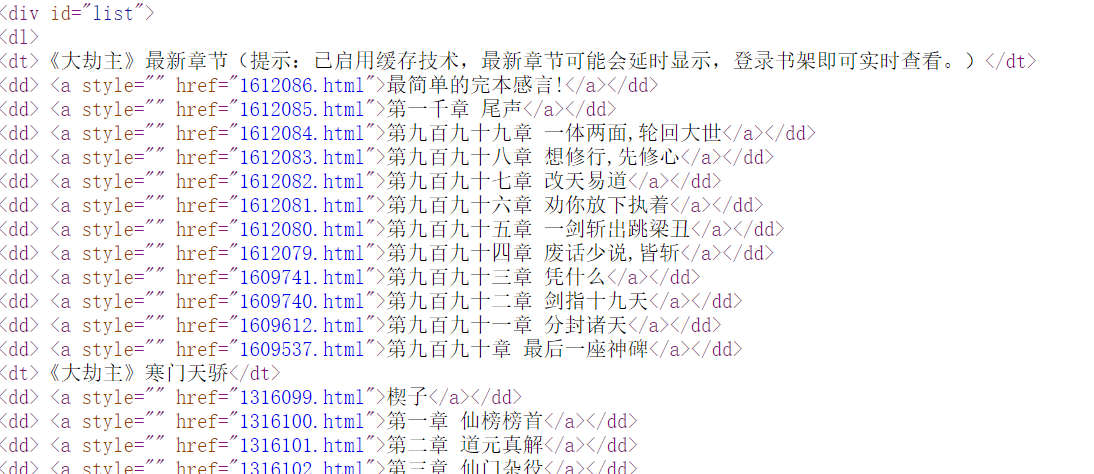 <div id="list">
<dl>
<dt>《大劫主》最新章节（提示：已启用缓存技术，最新章节可能会延时显示，登录书架即可实时查看。）</dt>
<dd> <a style="" href="1612086.html">最简单的完本感言!</a></dd>
<dd> <a style="" href="1612085.html">第一千章 尾声</a></dd>
<dd> <a style="" href="1612084.html">第九百九十九章 一体两面,轮回大世</a></dd>
<dd> <a style="" href="1612083.html">第九百九十八章 想修行,先修心</a></dd>
<dd> <a style="" href="1612082.html">第九百九十七章 改天易道</a></dd>
<dd> <a style="" href="1612081.html">第九百九十六章 劝你放下执着</a></dd>
<dd> <a style="" href="1612080.html">第九百九十五章 一剑斩出跳梁丑</a></dd>
<dd> <a style="" href="1612079.html">第九百九十四章 废话少说,皆斩</a></dd>
<dd> <a style="" href="1609741.html">第九百九十三章 凭什么</a></dd>
<dd> <a style="" href="1609740.html">第九百九十二章 剑指十九天</a></dd>
<dd> <a style="" href="1609612.html">第九百九十一章 分封诸天</a></dd>
<dd> <a style="" href="1609537.html">第九百九十章 最后一座神碑</a></dd>
<dt>《大劫主》寒门天骄</dt>
<dd> <a style="" href="1316099.html">楔子</a></dd>
<dd> <a style="" href="1316100.html">第一章 仙榜榜首</a></dd>
<dd> <a style="" href="1316101.html">第二章 道元真解</a></dd>
<dd> <a style="" href="1316102.html">第三章 仙门杂役</a></dd>